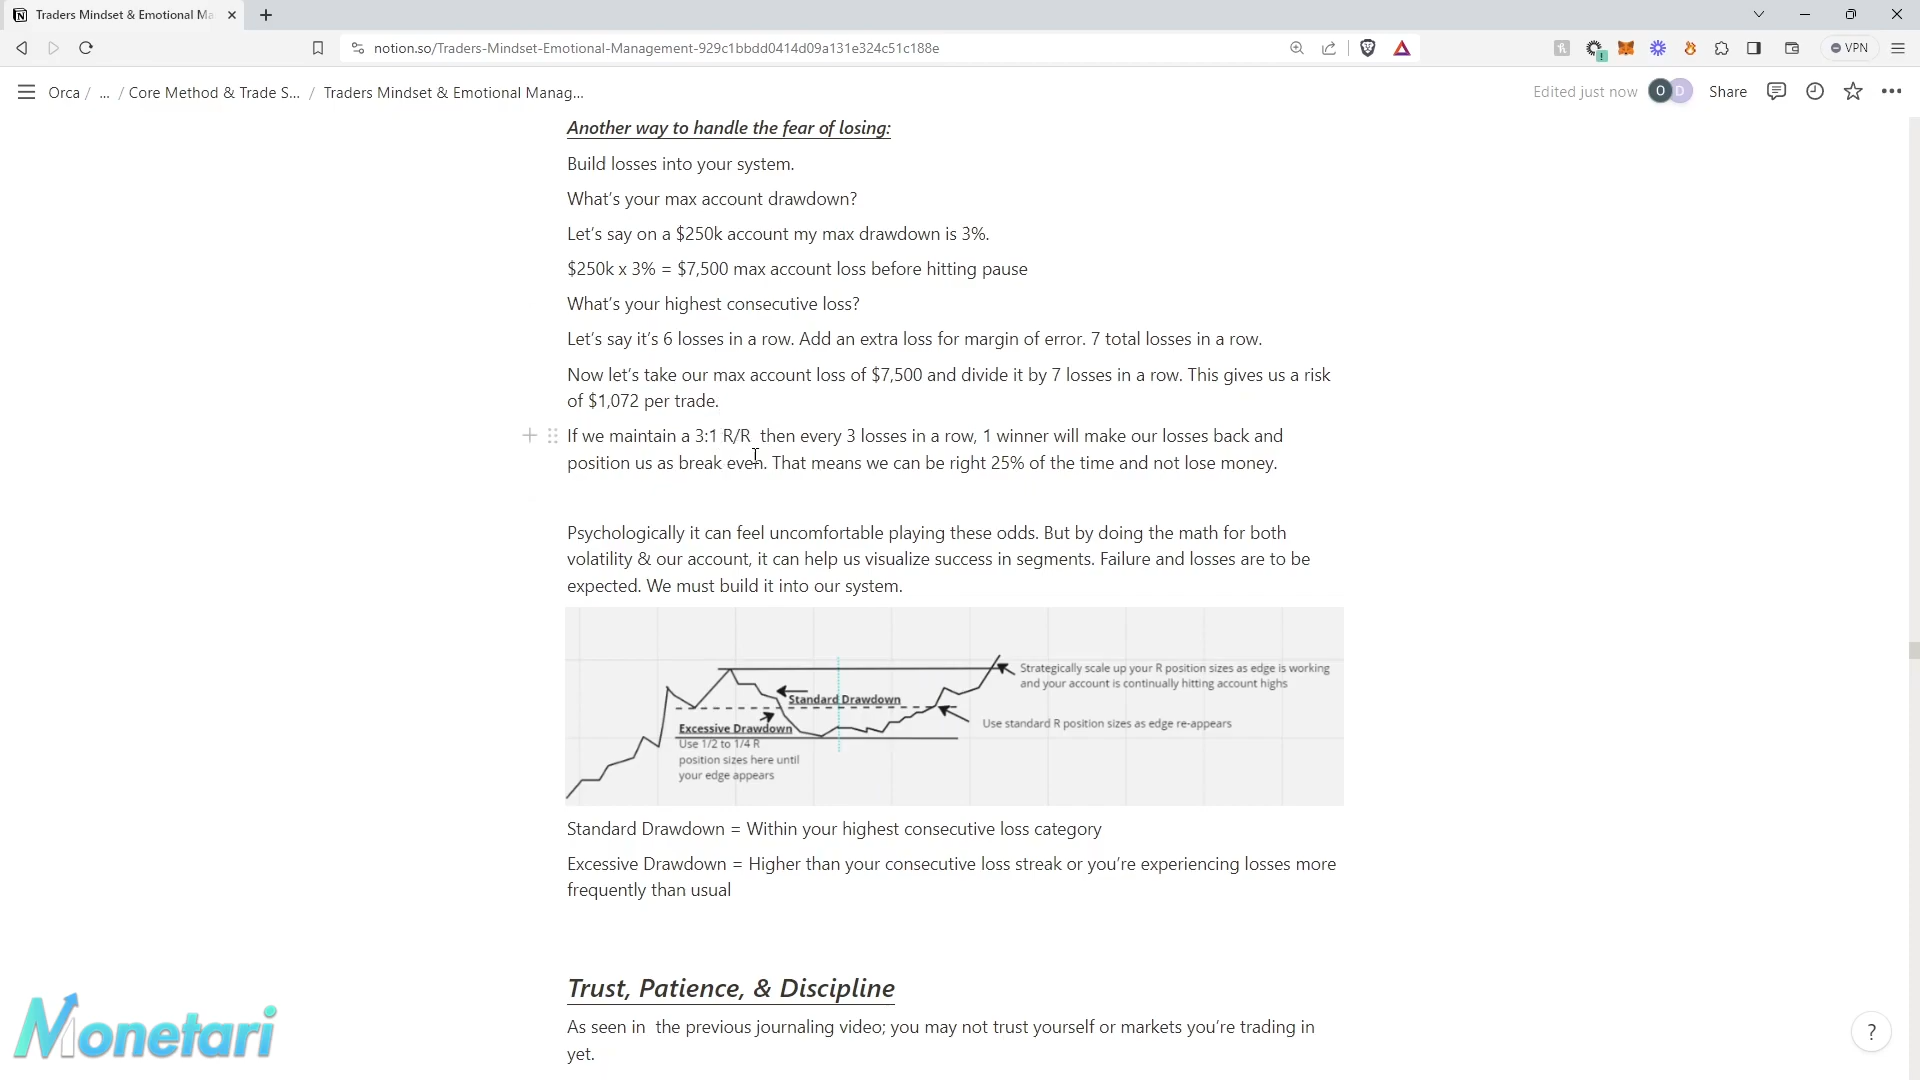 Traders Mindset & Emotional Ma
notion.so/Traders-Mindset-Emotional-Management-929c1bbdd0414d09a131e324c51c188e
VPN
Orca / ... / Core Method & Trade S... / Traders Mindset & Emotional Manag...
Edited just now O D Share
Another way to handle the fear of losing:
Build losses into your system.
What's your max account drawdown?
Let's say on a $250k account my max drawdown is 3%.
$250k x 3% = $7,500 max account loss before hitting pause
What's your highest consecutive loss?
Let's say it's 6 losses in a row. Add an extra loss for margin of error. 7 total losses in a row.
Now let's take our max account loss of $7,500 and divide it by 7 losses in a row. This gives us a risk
of $1,072 per trade.
If we maintain a 3:1 R/R  then every 3 losses in a row, 1 winner will make our losses back and
position us as break even. That means we can be right 25% of the time and not lose money.
Psychologically it can feel uncomfortable playing these odds. But by doing the math for both
volatility & our account, it can help us visualize success in segments. Failure and losses are to be
expected. We must build it into our system.
Strategically scale up your R position sizes as edge is working
and your account is continually hitting account highs
Standard Drawdown
Use standard R position sizes as edge re-appears
Excessive Drawdown
Use 1/2 to 1/4 R
position sizes here until
your edge appears
Standard Drawdown = Within your highest consecutive loss category
Excessive Drawdown = Higher than your consecutive loss streak or you're experiencing losses more
frequently than usual
Trust, Patience, & Discipline
As seen in  the previous journaling video; you may not trust yourself or markets you're trading in
yet.
Monetari
?